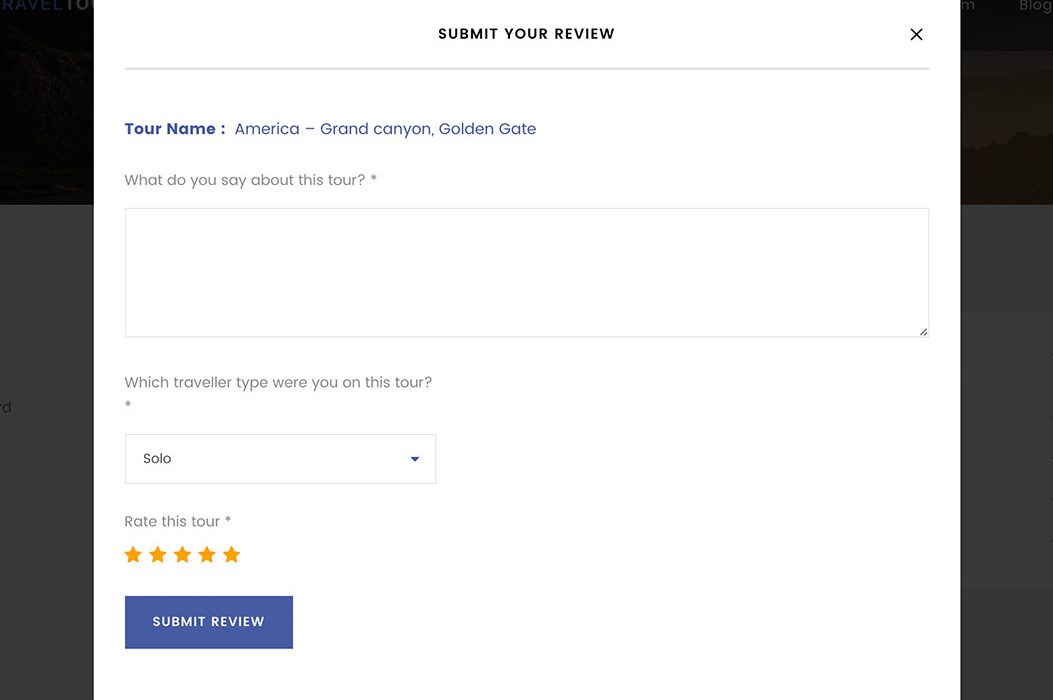 RAVELTO
m
Blog
SUBMIT YOUR REVIEW
Tour Name : America – Grand canyon, Golden Gate
What do you say about this tour? *
Which traveller type were you on this tour?
*
rd
Solo
Rate this tour *
SUBMIT REVIEW